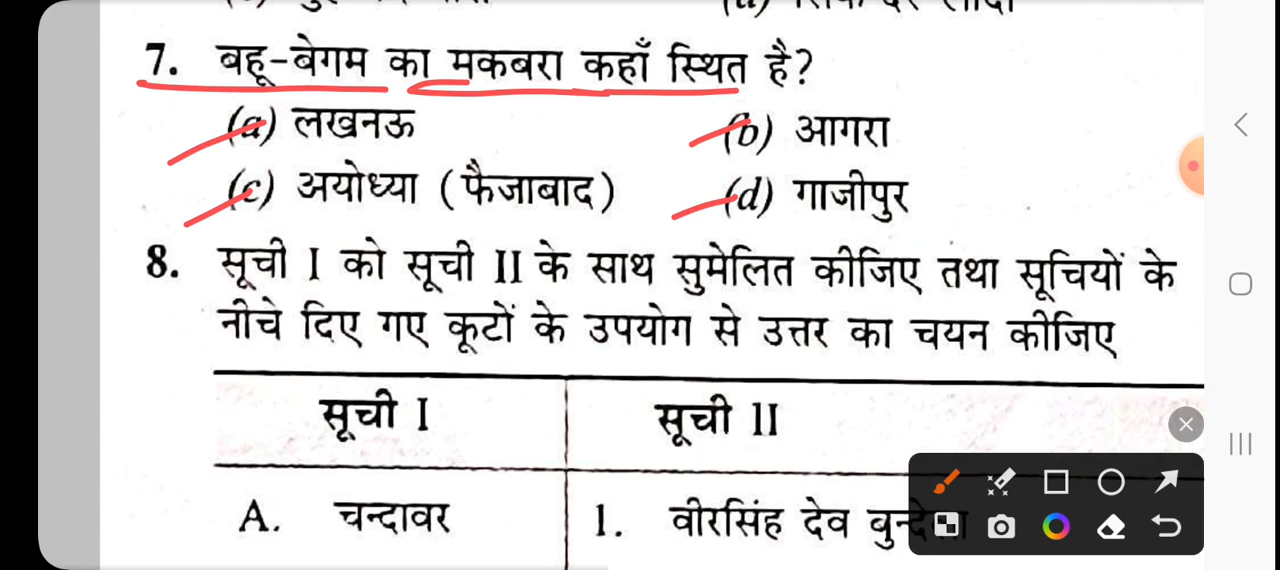 7. बहू-बेगम का मकबरा कहाँ स्थित है?
(a) लखनऊ (b) आगरा
(c) अयोध्या (फैजाबाद) (d) गाजीपुर
8. सूची I को सूची II के साथ सुमेलित कीजिए तथा सूचियों के
नीचे दिए गए कूटों के उपयोग से उत्तर का चयन कीजिए
सूची I सूची II
A. चन्दावर 1. वीरसिंह देव